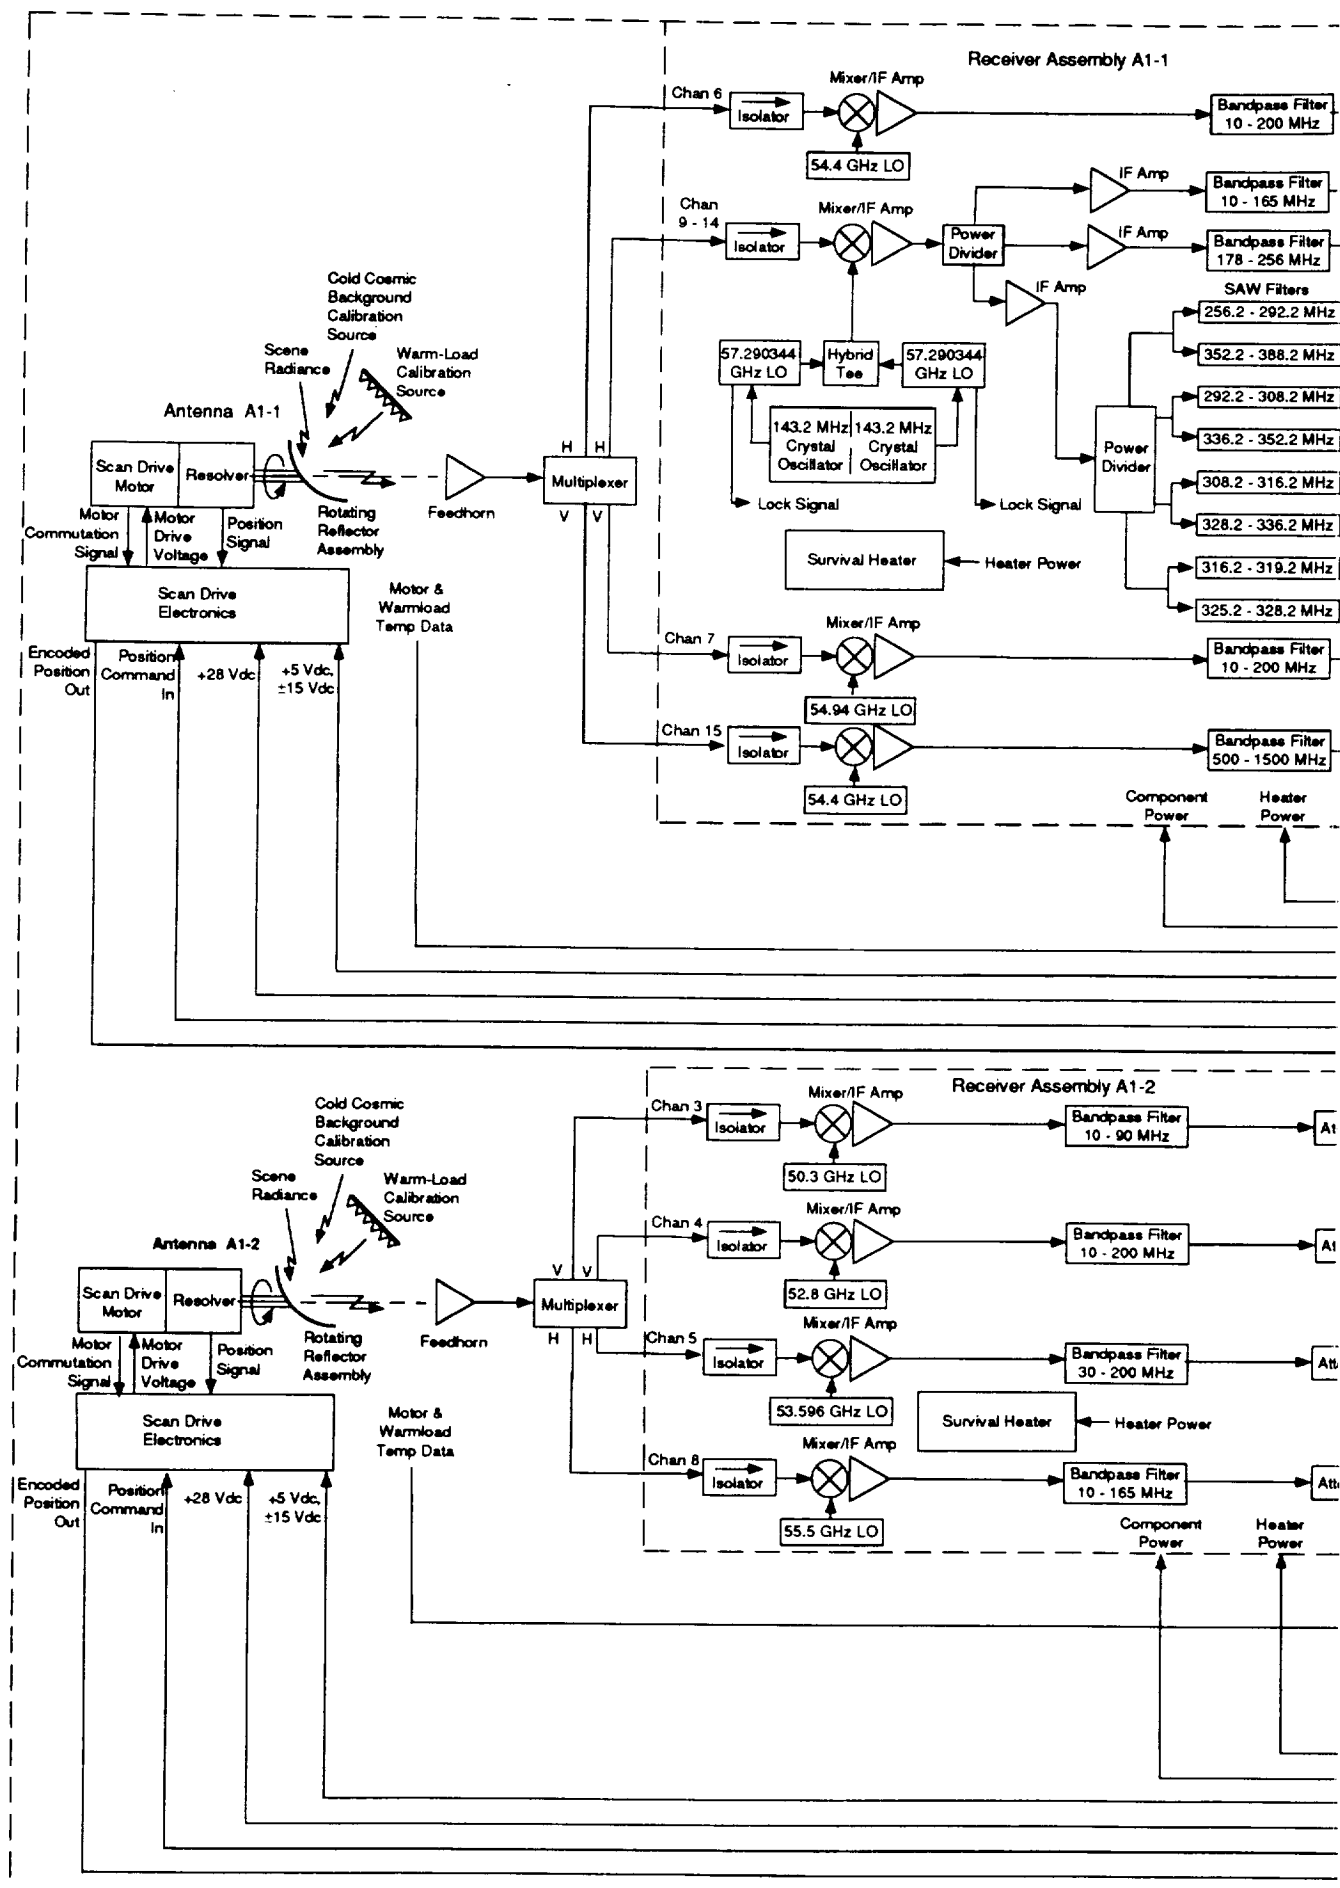 Receiver Assembly A1-1
Mixer/IF Amp
Chan 6
Isolator
Bandpass Filter
10 - 200 MHz
54.4 GHz LO
IF Amp
Bandpass Filter
10 - 165 MHz
Chan
9 - 14
Mixer/IF Amp
Isolator
Power
Divider
IF Amp
Bandpass Filter
178 - 256 MHz
IF Amp
SAW Filters
256.2 - 292.2 MHz
352.2 - 388.2 MHz
292.2 - 308.2 MHz
336.2 - 352.2 MHz
308.2 - 316.2 MHz
328.2 - 336.2 MHz
316.2 - 319.2 MHz
325.2 - 328.2 MHz
Power
Divider
57.290344
GHz LO
Hybrid
Tee
57.290344
GHz LO
143.2 MHz
Crystal
Oscillator
143.2 MHz
Crystal
Oscillator
Lock Signal
Lock Signal
Survival Heater
Heater Power
Cold Cosmic
Background
Calibration
Source
Scene
Radiance
Warm-Load
Calibration
Source
Antenna A1-1
Scan Drive
Motor
Resolver
Rotating
Reflector
Assembly
Feedhorn
H H
Multiplexer
V V
Motor
Commutation
Signal
Motor
Drive
Voltage
Position
Signal
Scan Drive
Electronics
Motor &
Warmload
Temp Data
Encoded
Position
Out
Position
Command
In
+28 Vdc
+5 Vdc,
±15 Vdc
Chan 7
Mixer/IF Amp
Isolator
Bandpass Filter
10 - 200 MHz
54.94 GHz LO
Chan 15
Isolator
Bandpass Filter
500 - 1500 MHz
54.4 GHz LO
Component
Power
Heater
Power
Receiver Assembly A1-2
Mixer/IF Amp
Chan 3
Isolator
Bandpass Filter
10 - 90 MHz
At
50.3 GHz LO
Mixer/IF Amp
Chan 4
Isolator
Bandpass Filter
10 - 200 MHz
52.8 GHz LO
Mixer/IF Amp
Chan 5
Isolator
Bandpass Filter
30 - 200 MHz
Att
53.596 GHz LO
Survival Heater
Heater Power
Mixer/IF Amp
Chan 8
Isolator
Bandpass Filter
10 - 165 MHz
Att
55.5 GHz LO
Component
Power
Heater
Power
Cold Cosmic
Background
Calibration
Source
Scene
Radiance
Warm-Load
Calibration
Source
Antenna A1-2
Scan Drive
Motor
Resolver
Rotating
Reflector
Assembly
Feedhorn
V V
Multiplexer
H H
Motor
Commutation
Signal
Motor
Drive
Voltage
Position
Signal
Scan Drive
Electronics
Motor &
Warmload
Temp Data
Encoded
Position
Out
Position
Command
In
+28 Vdc
+5 Vdc,
±15 Vdc